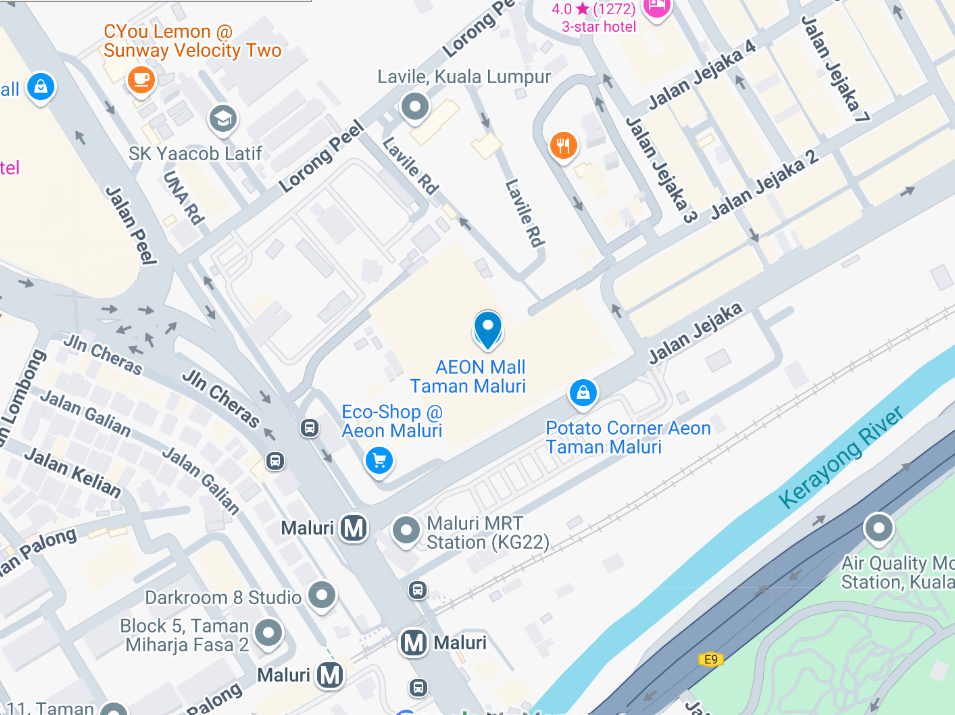 CYou Lemon @
Sunway Velocity Two
4.0 ★ (1272)
3-star hotel
Lorong Pe
Jalan Jejaka 4
Jalan Jejaka 7
all
Lavile, Kuala Lumpur
SK Yaacob Latif
Lorong Peel
Lavile Rd
Jalan Jejaka 3
Jalan Jejaka 2
tel
UNA Rd
Jalan Peel
Lavile Rd
Jalan Jejaka
AEON Mall
Taman Maluri
Jln Cheras
Jln Cheras
Eco-Shop @
Aeon Maluri
Potato Corner Aeon
Taman Maluri
n Lombong
Jalan Galian
Jalan Galian
Jalan Kelian
Kerayong River
Maluri M
Maluri MRT
Station (KG22)
an Palong
Air Quality Mo
Station, Kuala
Darkroom 8 Studio
Block 5, Taman
Miharja Fasa 2
M Maluri
Maluri M
E9
Palong
11, Taman
Ja